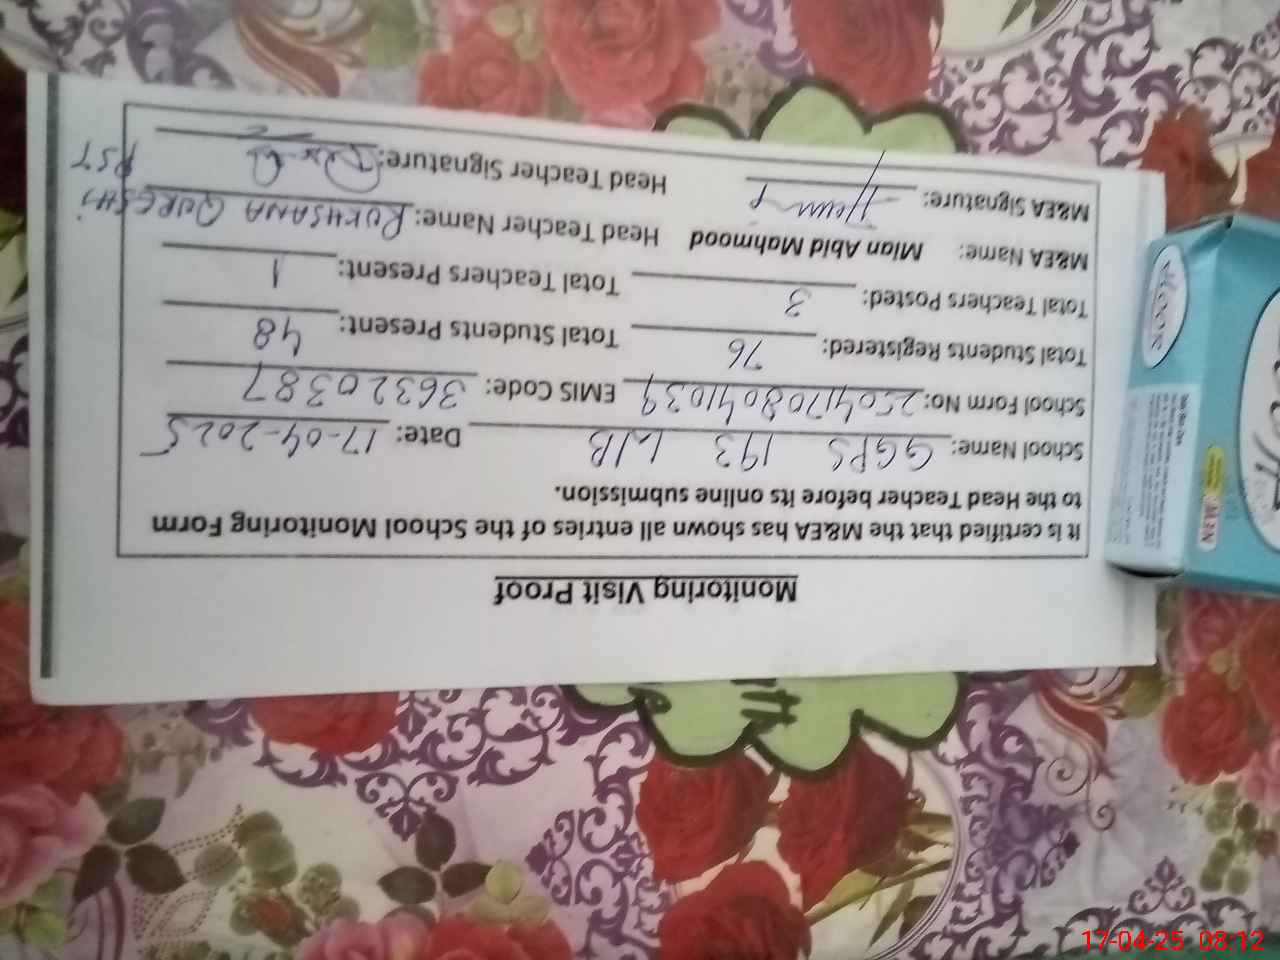 Monitoring Visit Proof
It is certified that the M&EA has shown all entries of the School Monitoring Form
to the Head Teacher before its online submission.
School Name: GGPS 193 W/B Date: 17-04-2025
School Form No: 250417080411039 EMIS Code: 36320387
Total Students Registered: 76 Total Students Present: 48
Total Teachers Posted: 3 Total Teachers Present: 1
M&EA Name: Mian Abid Mahmood Head Teacher Name: RUKHSANA QURESHI
M&EA Signature: Head Teacher Signature: PST
NEW
17-04-25 08:12